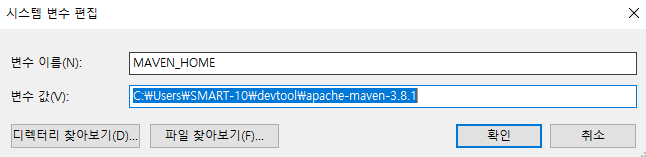 시스템 변수 편집
변수 이름(N): MAVEN_HOME
변수 값(V): C:₩Users₩SMART-10₩devtool₩apache-maven-3.8.1
디렉터리 찾아보기(D)... 파일 찾아보기(F)... 확인 취소